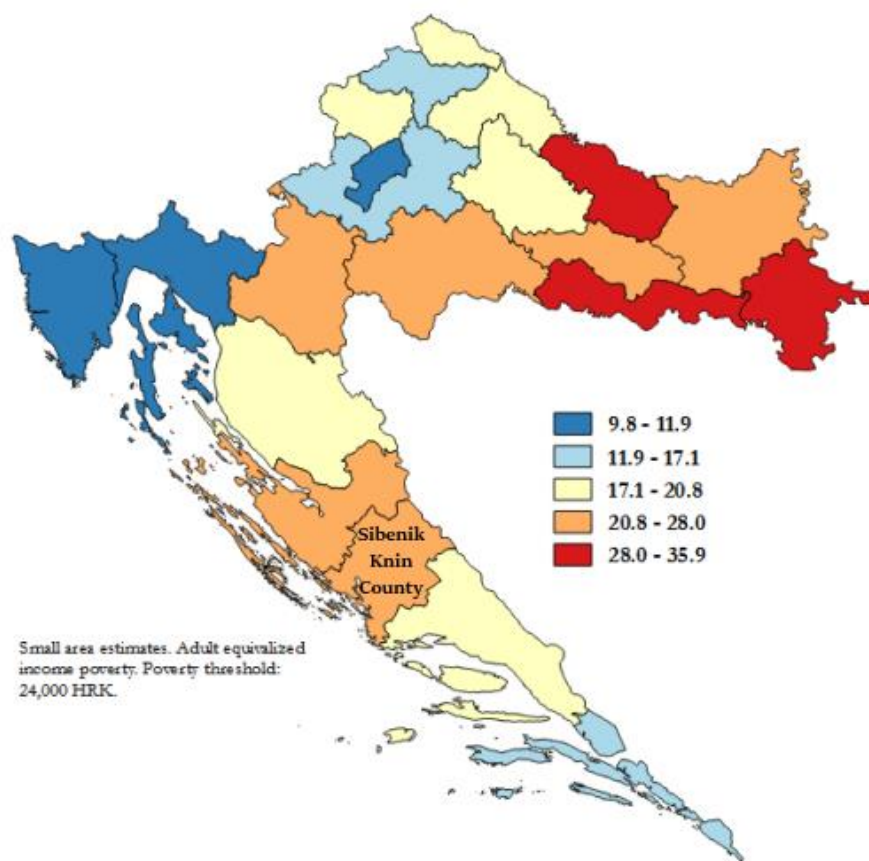 9.8 - 11.9
11.9 - 17.1
17.1 - 20.8
20.8 - 28.0
28.0 - 35.9
Sibenik
Knin
County
Small area estimates. Adult equivalized
income poverty. Poverty threshold:
24,000 HRK.